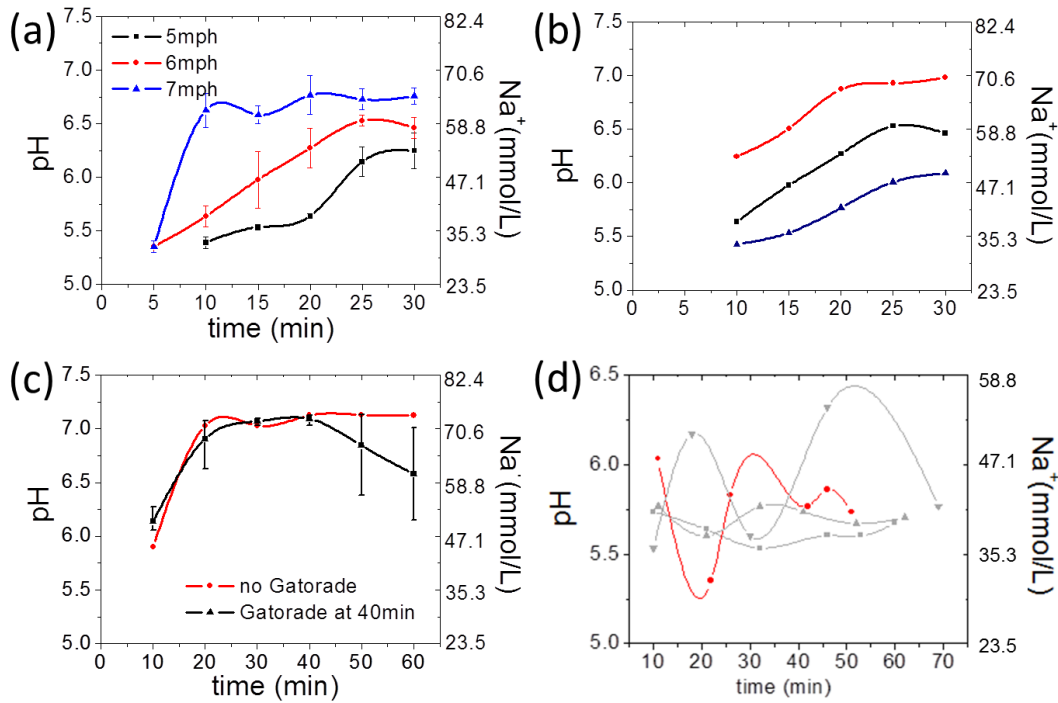 (a)
7.5
7.0
6.5
6.0
5.5
5.0
pH
5mph
6mph
7mph
82.4
70.6
58.8
47.1
35.3
23.5
Na+(mmol/L)
0 5 10 15 20 25 30
time (min)
(b)
7.5
7.0
6.5
6.0
5.5
5.0
pH
82.4
70.6
58.8
47.1
35.3
23.5
Na+(mmol/L)
0 5 10 15 20 25 30
(c)
7.5
7.0
6.5
6.0
5.5
5.0
pH
no Gatorade
Gatorade at 40min
82.4
70.6
58.8
47.1
35.3
23.5
Na+(mmol/L)
0 10 20 30 40 50 60
time (min)
(d)
6.5
6.0
5.5
5.0
pH
58.8
47.1
35.3
23.5
Na+(mmol/L)
10 20 30 40 50 60 70
time (min)